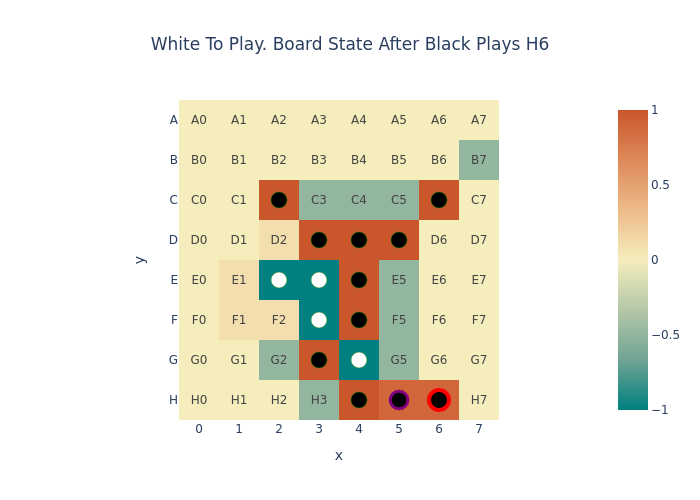 White To Play. Board State After Black Plays H6
A A0 A1 A2 A3 A4 A5 A6 A7
B B0 B1 B2 B3 B4 B5 B6 B7
C C0 C1 C3 C4 C5 C7
D D0 D1 D2 D6 D7
E E0 E1 E5 E6 E7
F F0 F1 F2 F5 F6 F7
G G0 G1 G2 G5 G6 G7
H H0 H1 H2 H3 H7
0 1 2 3 4 5 6 7
x
y
1
0.5
0
−0.5
−1